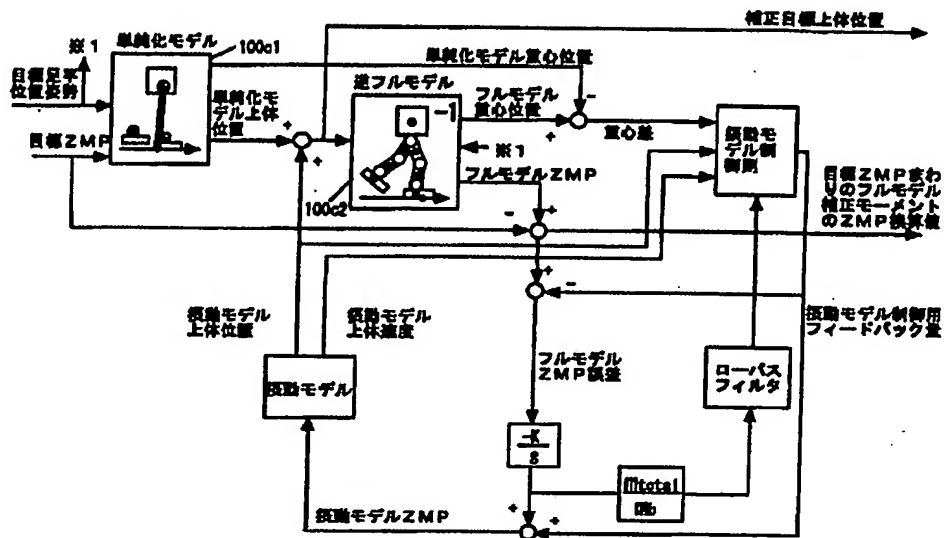 補正目標上体位置
※1
単純化モデル
100c1
単純化モデル重心位置
目標足平
位置姿勢
逆フルモデル
単純化モ
デル上体
位置
フルモデル
重心位置
-1
重心差
摂動モ
デル制
御則
目標ZMP
※1
フルモデルZMP
目標ZMPまわ
りのフルモデル
補正モーメント
のZMP換算値
100c2
摂動モデル
上体位置
摂動モデル
上体速度
摂動モデル制御用
フィードバック量
フルモデル
ZMP誤差
ローパス
フィルタ
摂動モデル
-K
s
mtotal
mb
摂動モデルZMP